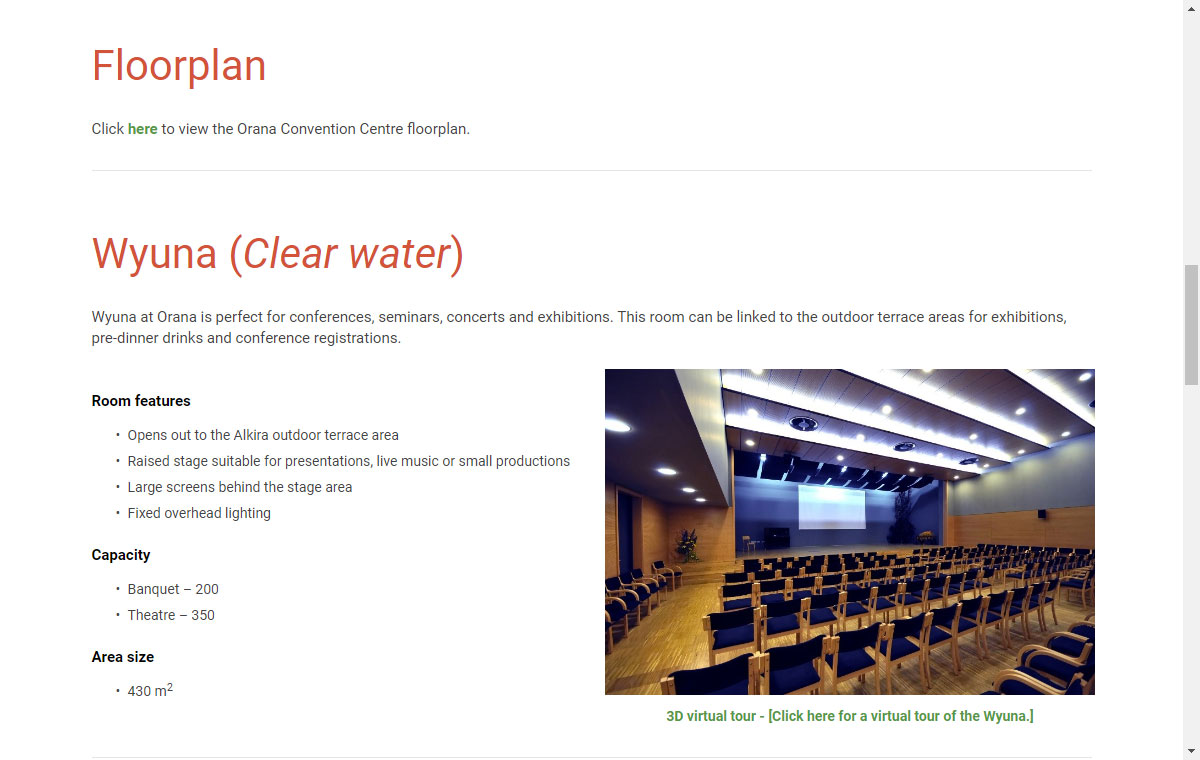 Floorplan
Click here to view the Orana Convention Centre floorplan.
Wyuna (Clear water)
Wyuna at Orana is perfect for conferences, seminars, concerts and exhibitions. This room can be linked to the outdoor terrace areas for exhibitions,
pre-dinner drinks and conference registrations.
Room features
• Opens out to the Alkira outdoor terrace area
• Raised stage suitable for presentations, live music or small productions
• Large screens behind the stage area
• Fixed overhead lighting
Capacity
• Banquet – 200
• Theatre – 350
Area size
• 430 m²
3D virtual tour - [Click here for a virtual tour of the Wyuna.]